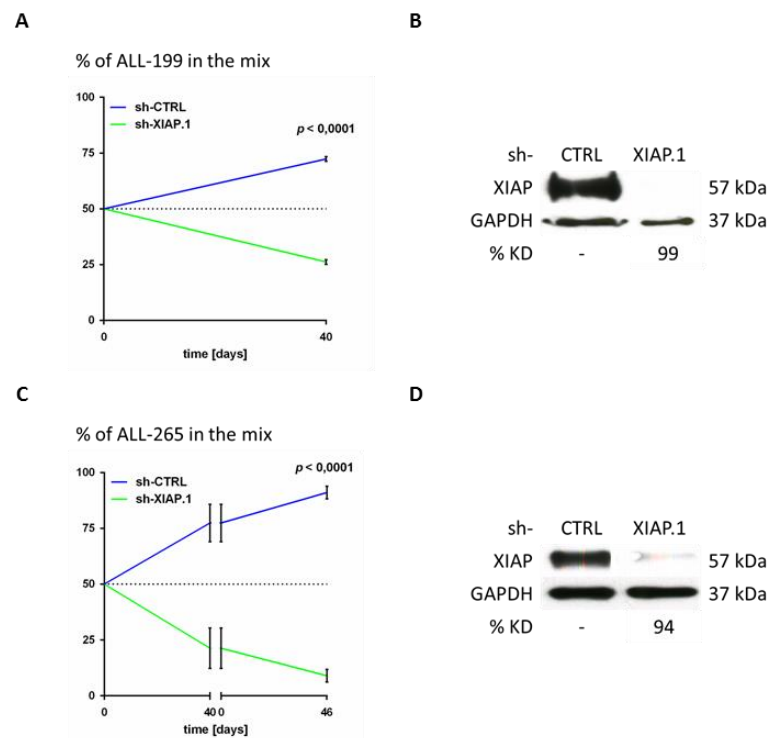 A
% of ALL-199 in the mix
100
sh-CTRL
sh-XIAP.1
p < 0,0001
75
50
25
0
0
40
time [days]
B
sh- CTRL XIAP.1
XIAP 57 kDa
GAPDH 37 kDa
% KD - 99
C
% of ALL-265 in the mix
100
sh-CTRL
sh-XIAP.1
p < 0,0001
75
50
25
0
0 40 0 46
time [days]
D
sh- CTRL XIAP.1
XIAP 57 kDa
GAPDH 37 kDa
% KD - 94